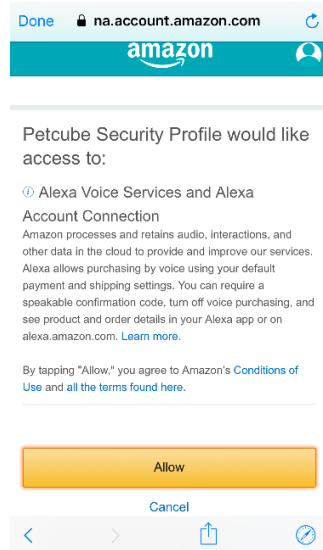 Done na.account.amazon.com
amazon
Petcube Security Profile would like
access to:
Alexa Voice Services and Alexa
Account Connection
Amazon processes and retains audio, interactions, and
other data in the cloud to provide and improve our services.
Alexa allows purchasing by voice using your default
payment and shipping settings. You can require a
speakable confirmation code, turn off voice purchasing, and
see product and order details in your Alexa app or on
alexa.amazon.com. Learn more.
By tapping "Allow," you agree to Amazon's Conditions of
Use and all the terms found here.
Allow
Cancel